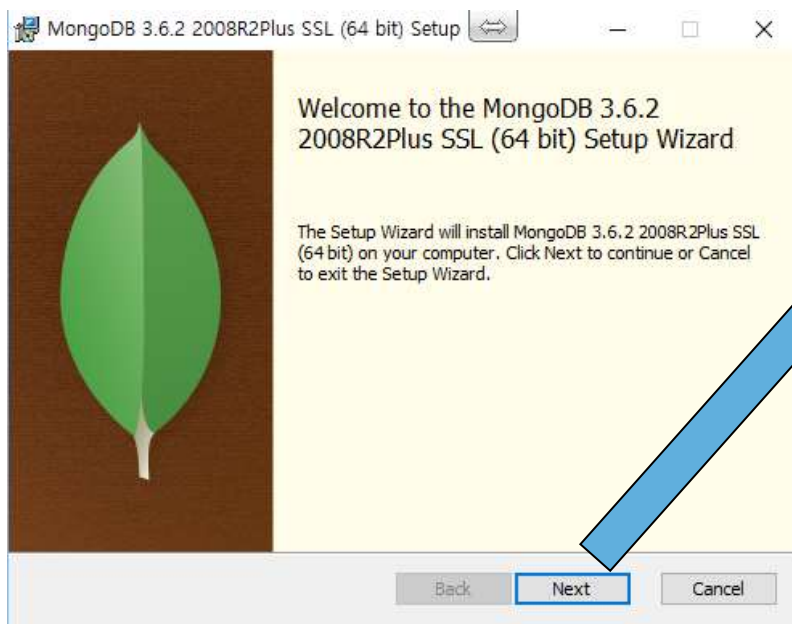 MongoDB 3.6.2 2008R2Plus SSL (64 bit) Setup
Welcome to the MongoDB 3.6.2
2008R2Plus SSL (64 bit) Setup Wizard
The Setup Wizard will install MongoDB 3.6.2 2008R2Plus SSL
(64 bit) on your computer. Click Next to continue or Cancel
to exit the Setup Wizard.
Back Next Cancel